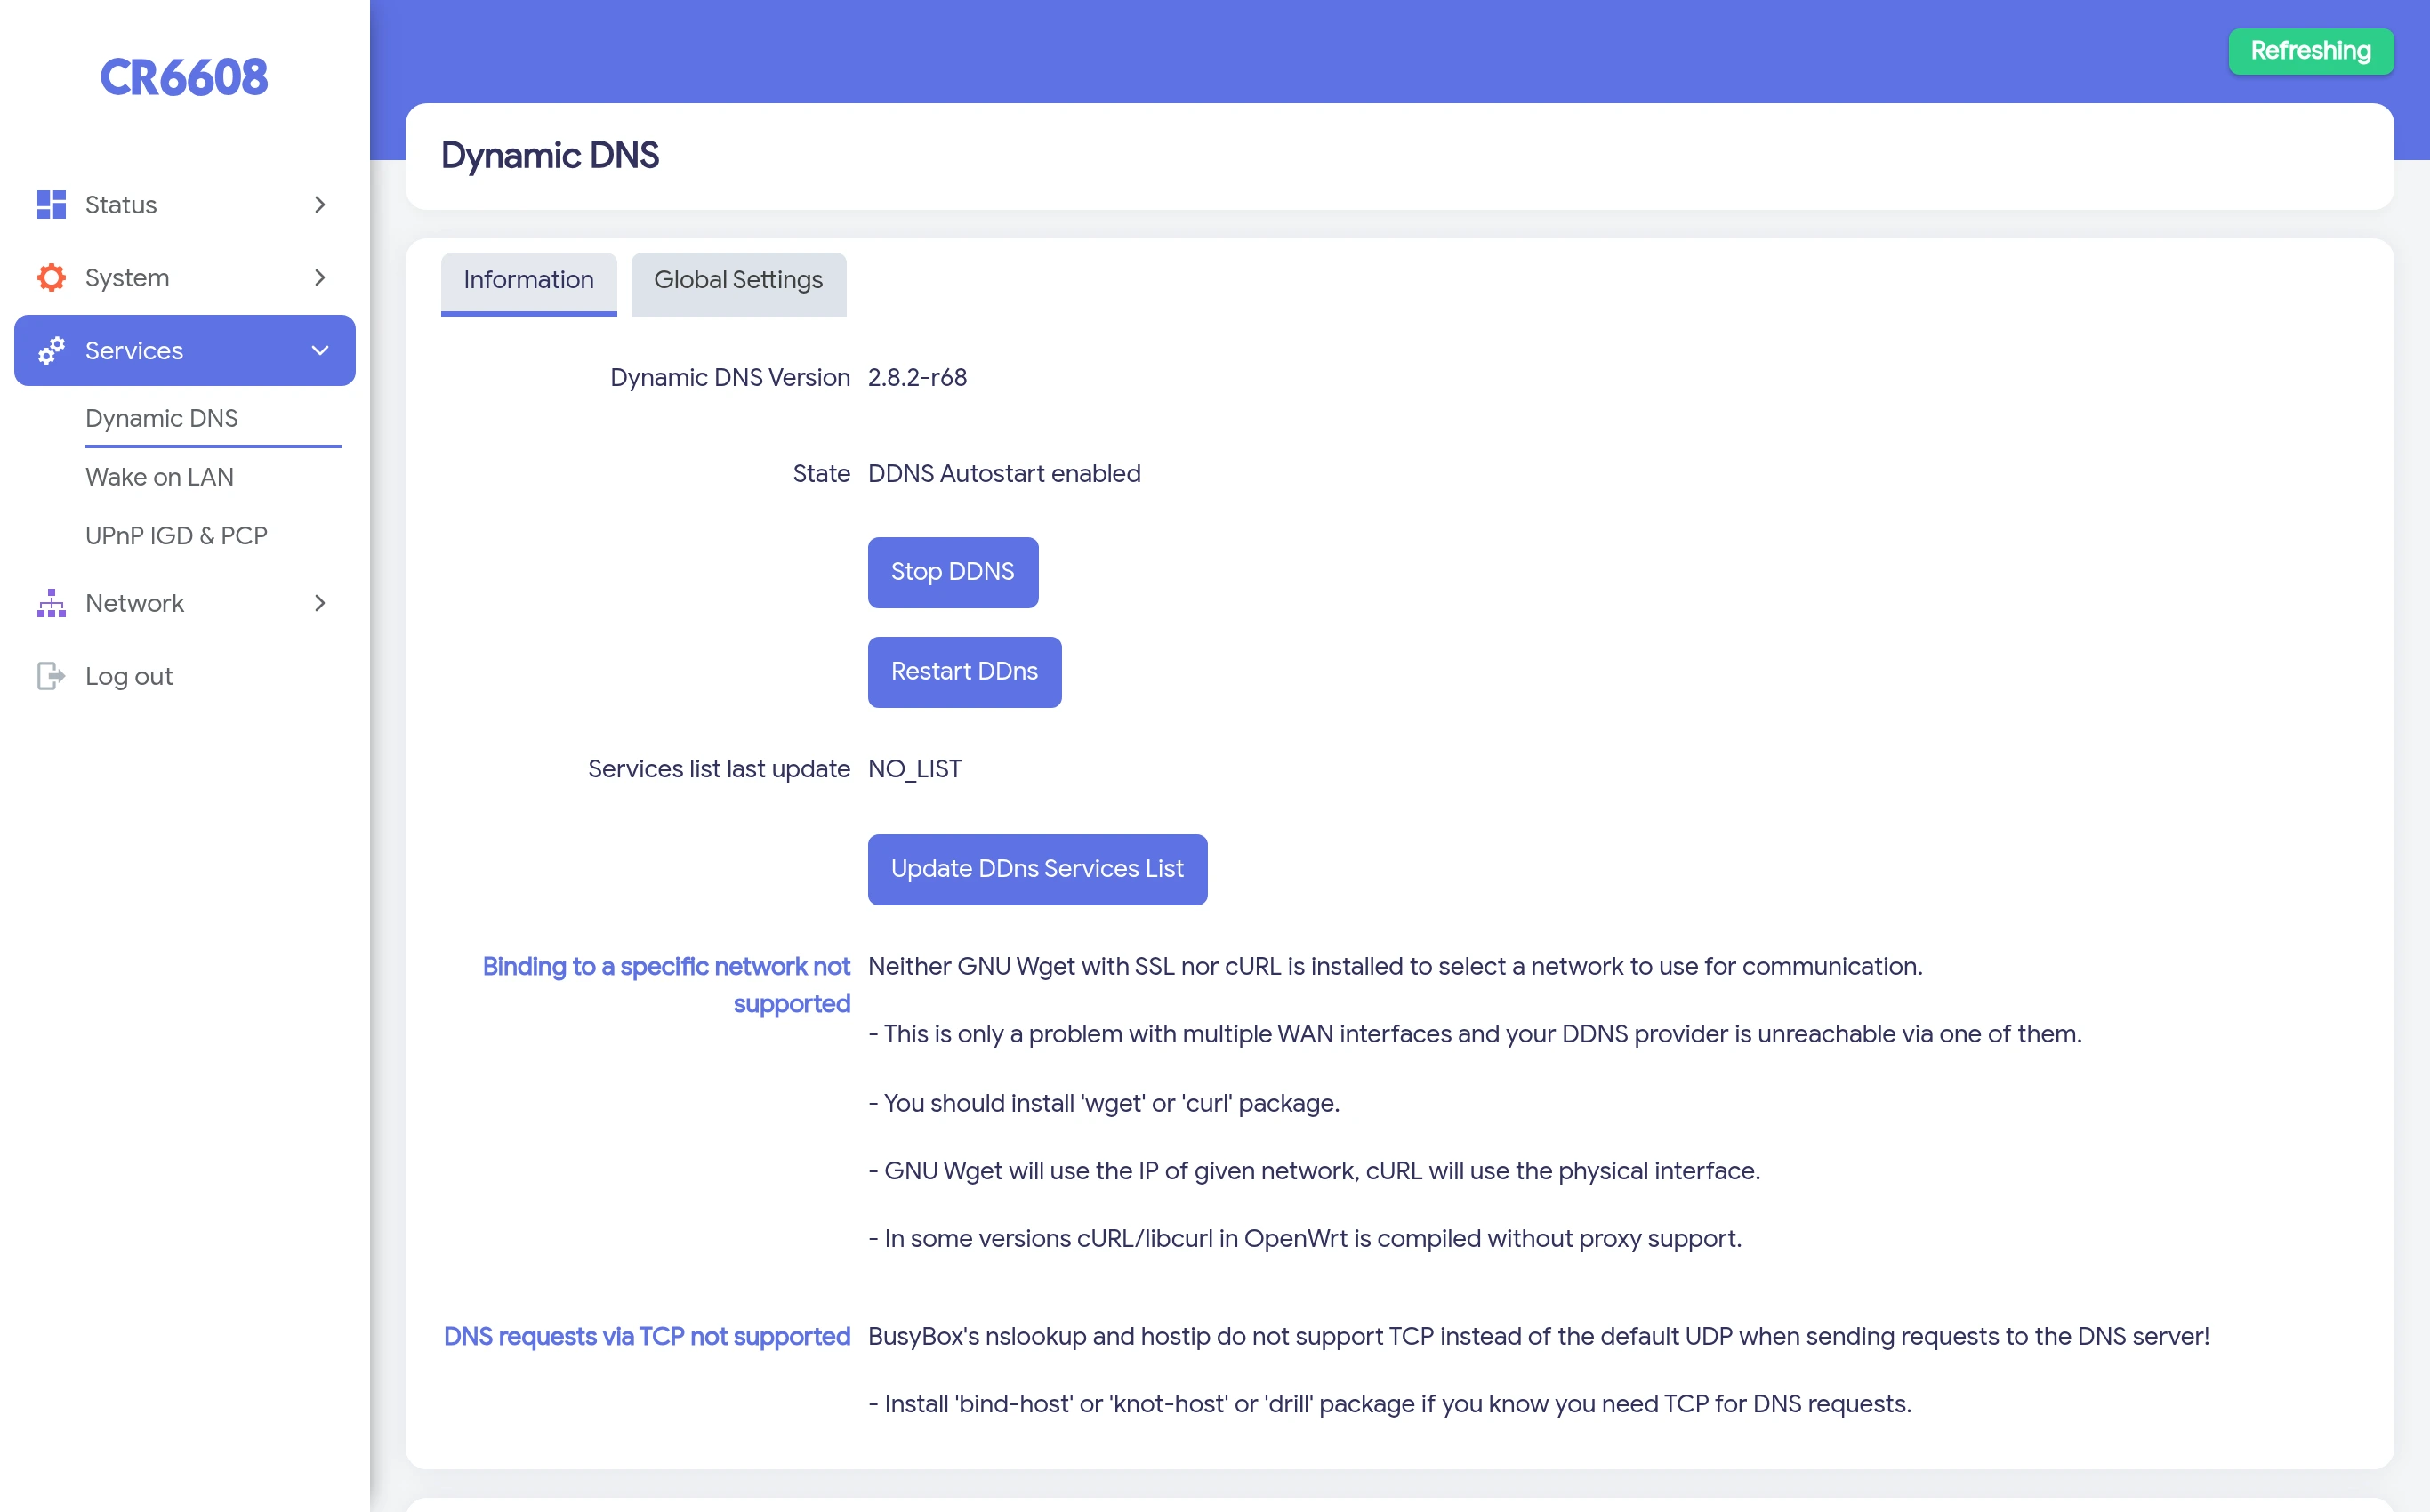 CR6608
Refreshing
Status
System
Services
Dynamic DNS
Wake on LAN
UPnP IGD & PCP
Network
Log out
Dynamic DNS
Information
Global Settings
Dynamic DNS Version 2.8.2-r68
State DDNS Autostart enabled
Stop DDNS
Restart DDns
Services list last update NO_LIST
Update DDns Services List
Binding to a specific network not
supported
Neither GNU Wget with SSL nor cURL is installed to select a network to use for communication.
- This is only a problem with multiple WAN interfaces and your DDNS provider is unreachable via one of them.
- You should install 'wget' or 'curl' package.
- GNU Wget will use the IP of given network, cURL will use the physical interface.
- In some versions cURL/libcurl in OpenWrt is compiled without proxy support.
DNS requests via TCP not supported
BusyBox's nslookup and hostip do not support TCP instead of the default UDP when sending requests to the DNS server!
- Install 'bind-host' or 'knot-host' or 'drill' package if you know you need TCP for DNS requests.